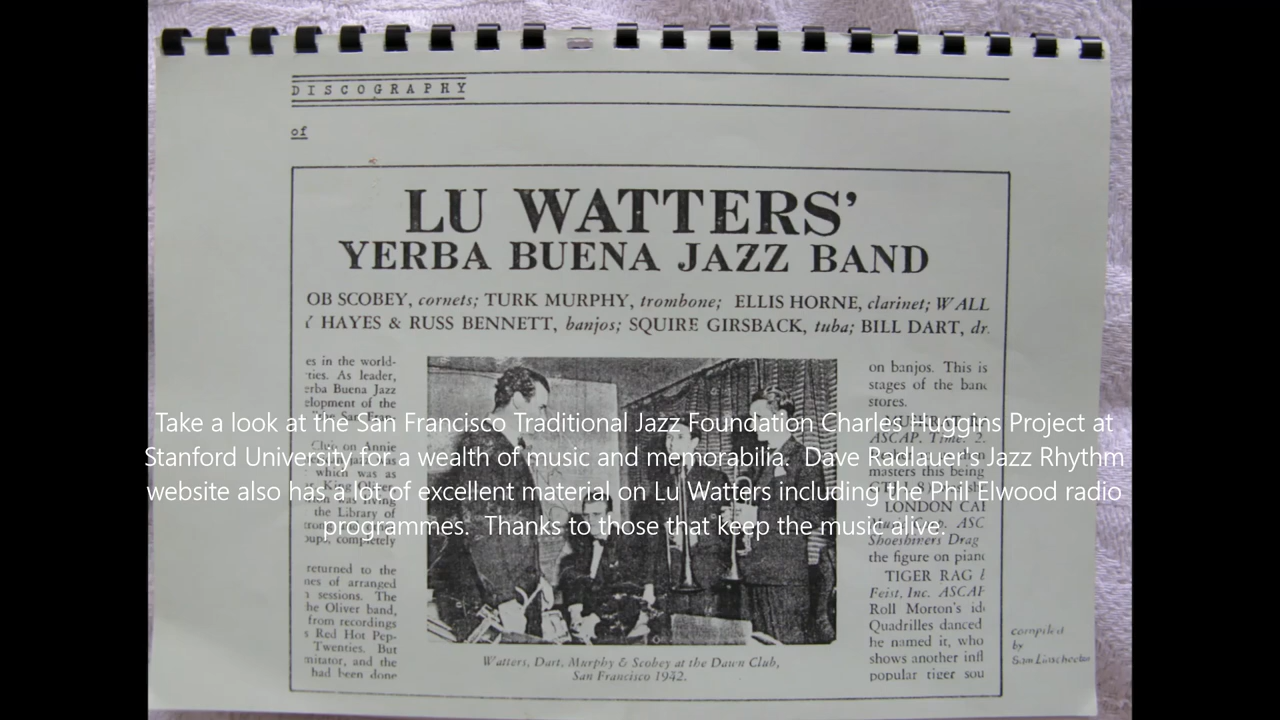 DISCOGRAPHY
of
LU WATTERS'
YERBA BUENA JAZZ BAND
OB SCOBEY, cornets; TURK MURPHY, trombone; ELLIS HORNE, clarinet; WALL
HAYES & RUSS BENNETT, banjos; SQUIRE GIRSBACK, tuba; BILL DART, dr.
es in the world-
ties. As leader,
erba Buena Jazz
elopment of the
on Annie
which was as
the Library of
oups, completely
returned to the
nes of arranged
sessions. The
he Oliver band,
from recordings
s Red Hot Pep-
Twenties. But
mitator, and the
had been done
on banjos. This is
stages of the banc
stores.
ASCAP. Time: 2.
masters this being
LONDON CAF
ASC
Shoeshiners Drag
the figure on piano
TIGER RAG
Feist, Inc. ASCAP
Roll Morton's id
Quadrilles danced
he named it, who
shows another infl
popular tiger sou
Take a look at the San Francisco Traditional Jazz Foundation Charles Huggins Project at
Stanford University for a wealth of music and memorabilia. Dave Radlauer's Jazz Rhythm
website also has a lot of excellent material on Lu Watters including the Phil Elwood radio
programmes. Thanks to those that keep the music alive.
Watters, Dart, Murphy & Scobey at the Dawn Club,
San Francisco 1942.
compiled
by
Sam